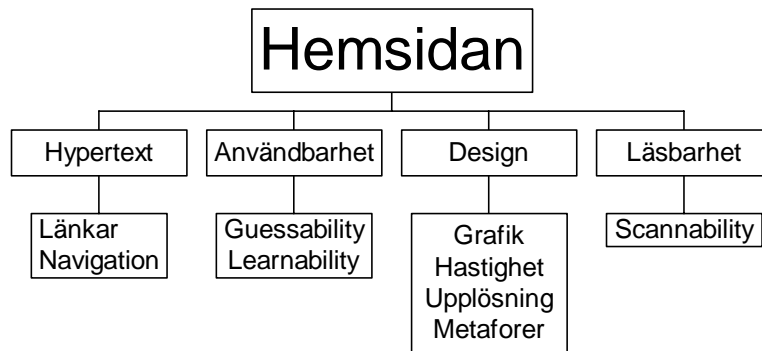 Hemsidan
Hypertext
Användbarhet
Design
Läsbarhet
Länkar
Navigation
Guessability
Learnability
Grafik
Hastighet
Upplösning
Metaforer
Scannability